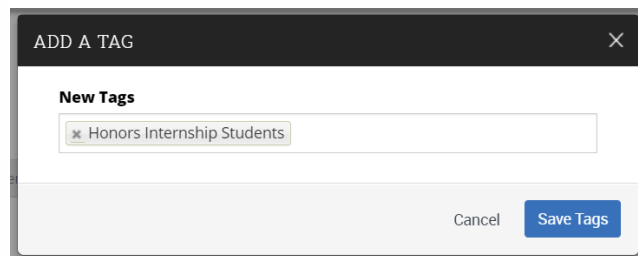 ADD A TAG
New Tags
Honors Internship Students
Cancel Save Tags